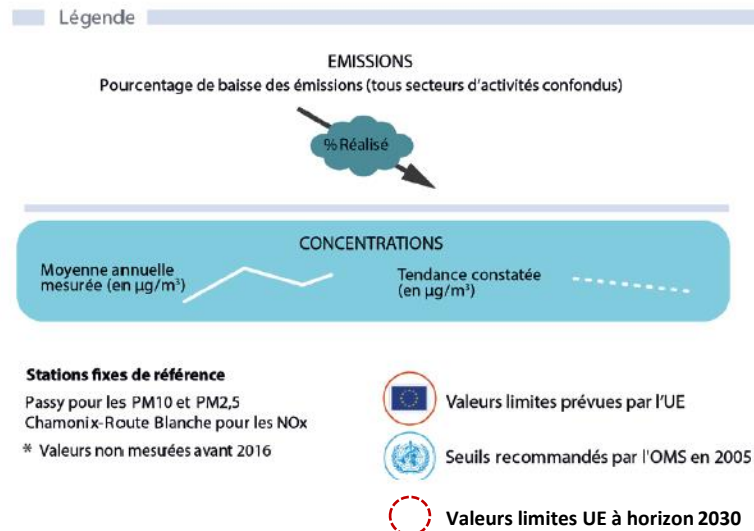 Légende
EMISSIONS
Pourcentage de baisse des émissions (tous secteurs d'activités confondus)
% Réalisé
CONCENTRATIONS
Moyenne annuelle
mesurée (en µg/m³)
Tendance constatée
(en µg/m³)
Stations fixes de référence
Passy pour les PM10 et PM2,5
Chamonix-Route Blanche pour les NOx
* Valeurs non mesurées avant 2016
Valeurs limites prévues par l'UE
Seuils recommandés par l'OMS en 2005
Valeurs limites UE à horizon 2030